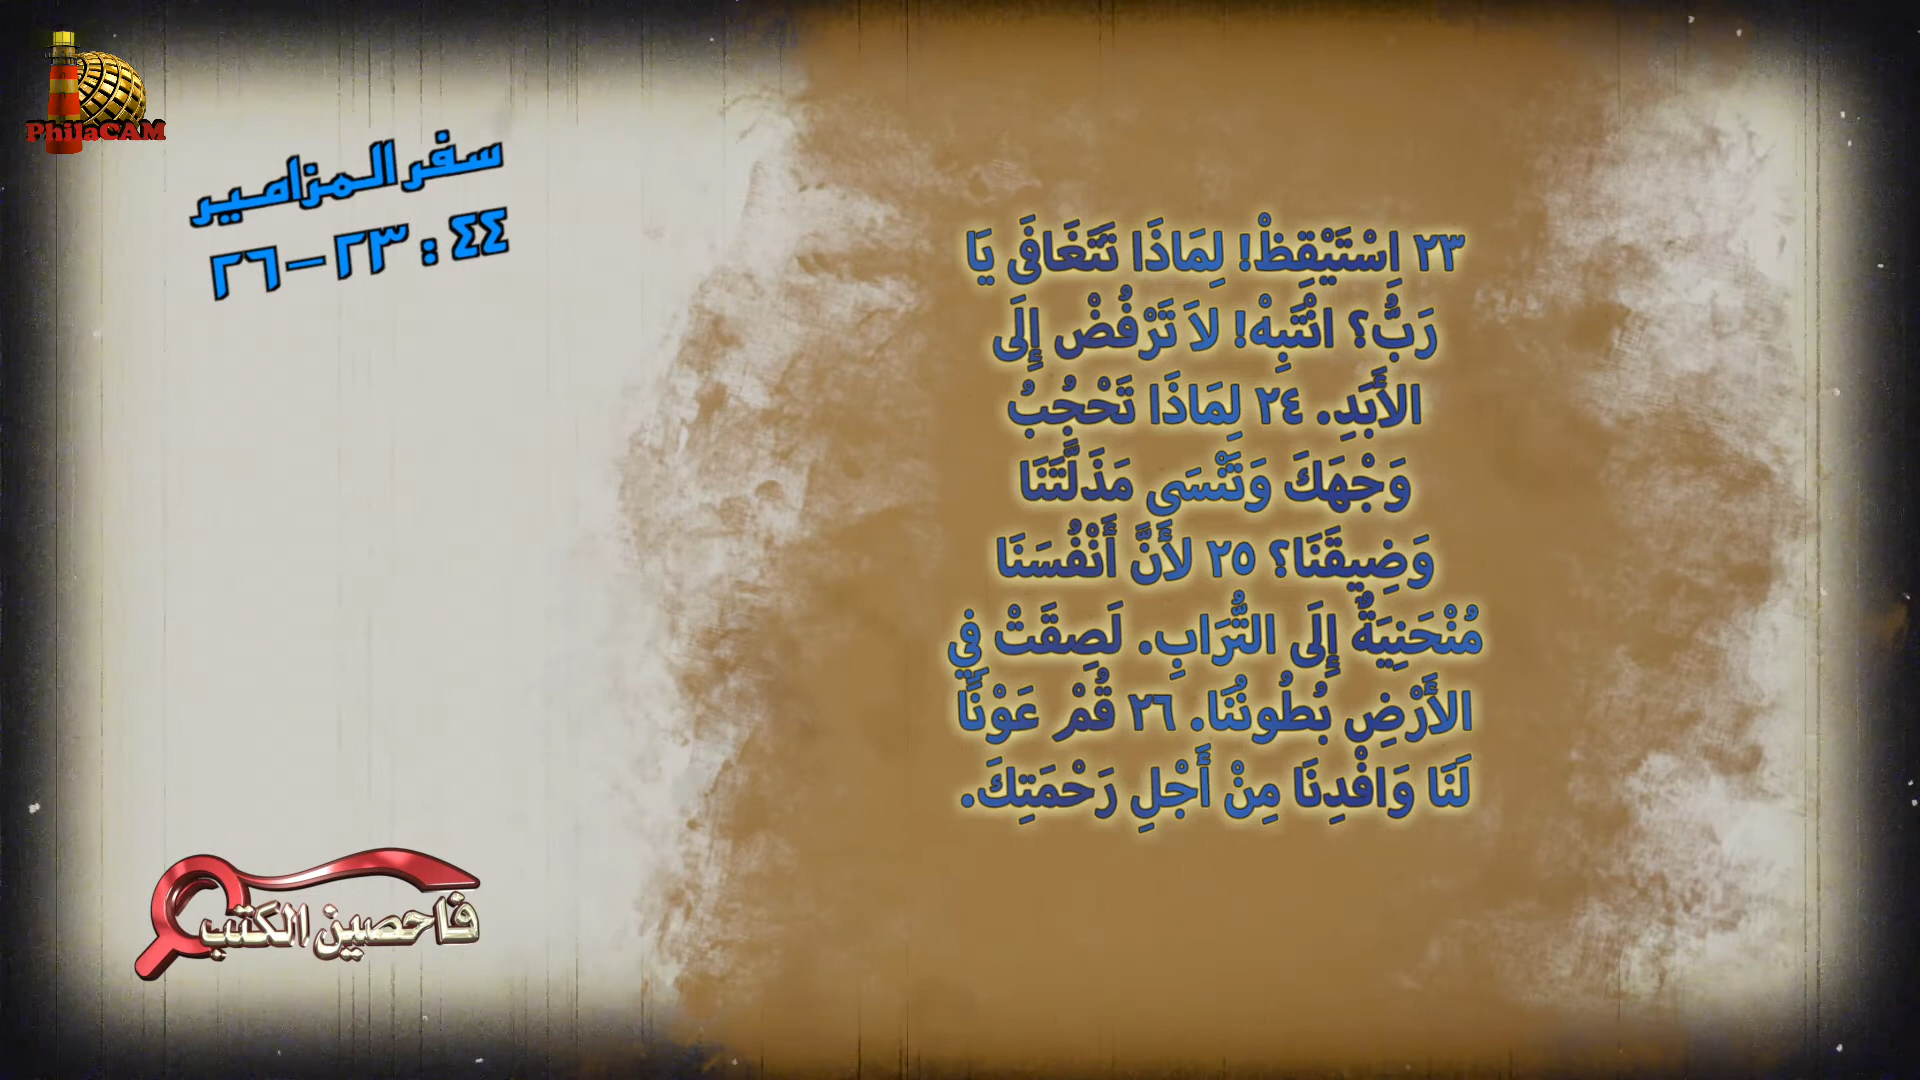 PhilaCAM
سفر المزامير
٤٤ : ٢٣ – ٢٦
٢٣ اِسْتَيْقِظْ! لِمَاذَا تَتَغَافَى يَا
رَبُّ؟ انْتَبِهْ! لاَ تَرْفُضْ إِلَى
الأَبَدِ. ٢٤ لِمَاذَا تَحْجُبُ
وَجْهَكَ وَتَنْسَى مَذَلَّتَنَا
وَضِيقَنَا؟ ٢٥ لأَنَّ أَنْفُسَنَا
مُنْحَنِيَةٌ إِلَى التُّرَابِ. لَصِقَتْ فِي
الأَرْضِ بُطُونُنَا. ٢٦ قُمْ عَوْنًا
لَنَا وَافْدِنَا مِنْ أَجْلِ رَحْمَتِكَ.
فاحصين الكتب